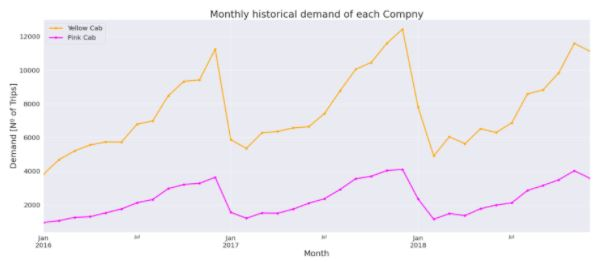 Monthly historical demand of each Compny
Yellow Cab
Pink Cab
Demand [Nº of Trips]
12000
10000
8000
6000
4000
2000
Jan
2016
Jul
Jan
2017
Jul
Jan
2018
Jul
Month